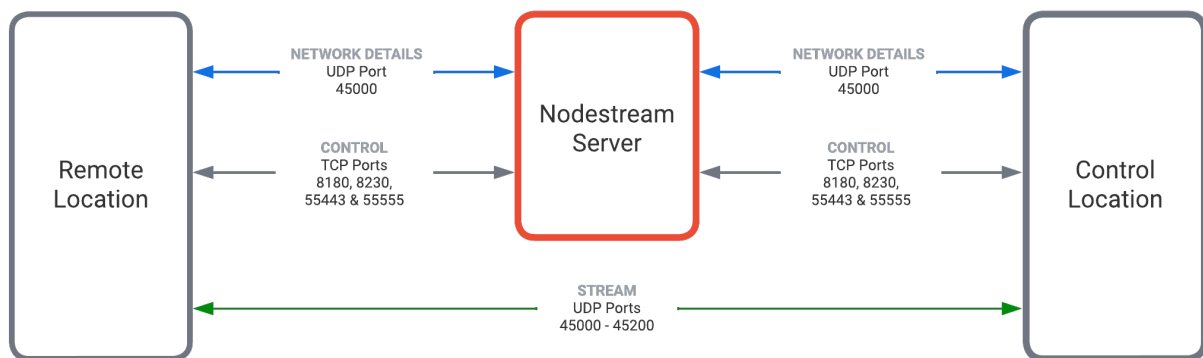 NETWORK DETAILS
UDP Port
45000
NETWORK DETAILS
UDP Port
45000
Nodestream
Server
Remote
Location
CONTROL
TCP Ports
8180, 8230,
55443 & 55555
CONTROL
TCP Ports
8180, 8230,
55443 & 55555
Control
Location
STREAM
UDP Ports
45000 - 45200